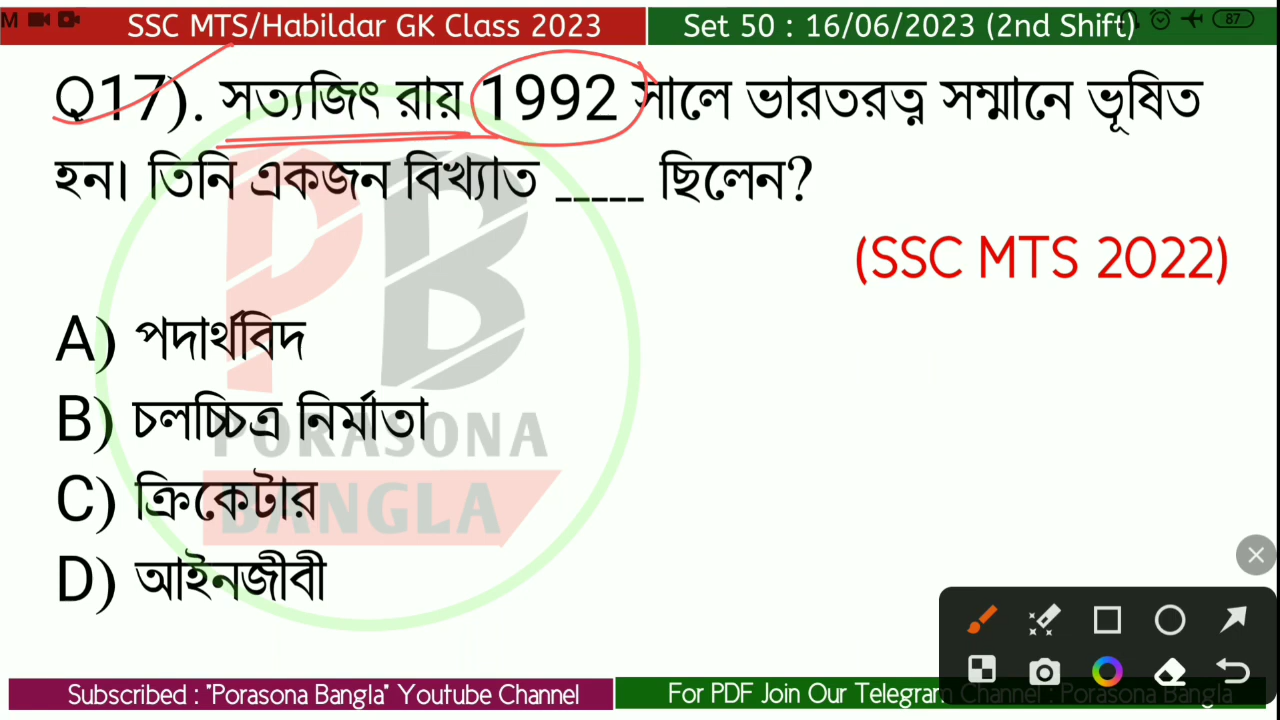 M
87
SSC MTS/Habildar GK Class 2023
Set 50 : 16/06/2023 (2nd Shift)
Q17). সত্যজিৎ রায় 1992 সালে ভারতরত্ন সম্মানে ভূষিত
হন। তিনি একজন বিখ্যাত _____ ছিলেন?
(SSC MTS 2022)
A) পদার্থবিদ
B) চলচ্চিত্র নির্মাতা
C) ক্রিকেটার
D) আইনজীবী
PB
PORASONA
BANGLA
Subscribed : "Porasona Bangla" Youtube Channel
For PDF Join Our Telegram Channel : Porasona Bangla